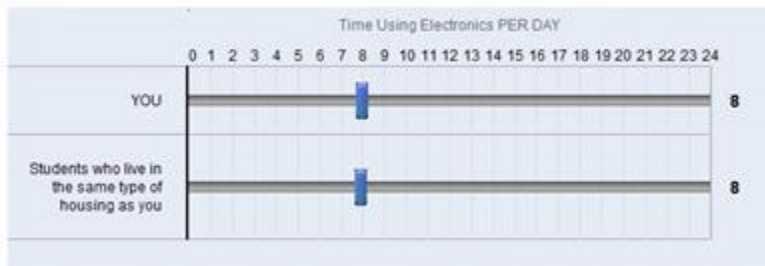 Time Using Electronics PER DAY
0 1 2 3 4 5 6 7 8 9 10 11 12 13 14 15 16 17 18 19 20 21 22 23 24
YOU 8
Students who live in
the same type of 8
housing as you